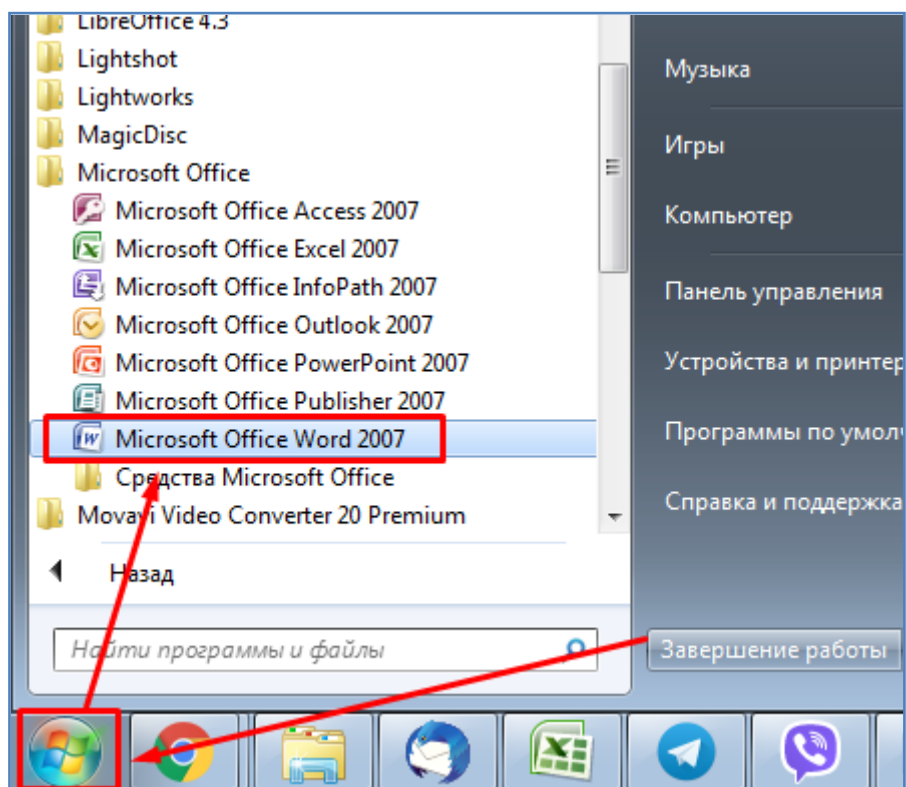 LibreOffice 4.3
Lightshot
Lightworks
MagicDisc
Microsoft Office
Microsoft Office Access 2007
Microsoft Office Excel 2007
Microsoft Office InfoPath 2007
Microsoft Office Outlook 2007
Microsoft Office PowerPoint 2007
Microsoft Office Publisher 2007
Microsoft Office Word 2007
Средства Microsoft Office
Movavi Video Converter 20 Premium
Назад
Найти программы и файлы
Музыка
Игры
Компьютер
Панель управления
Устройства и принтер
Программы по умолч
Справка и поддержка
Завершение работы